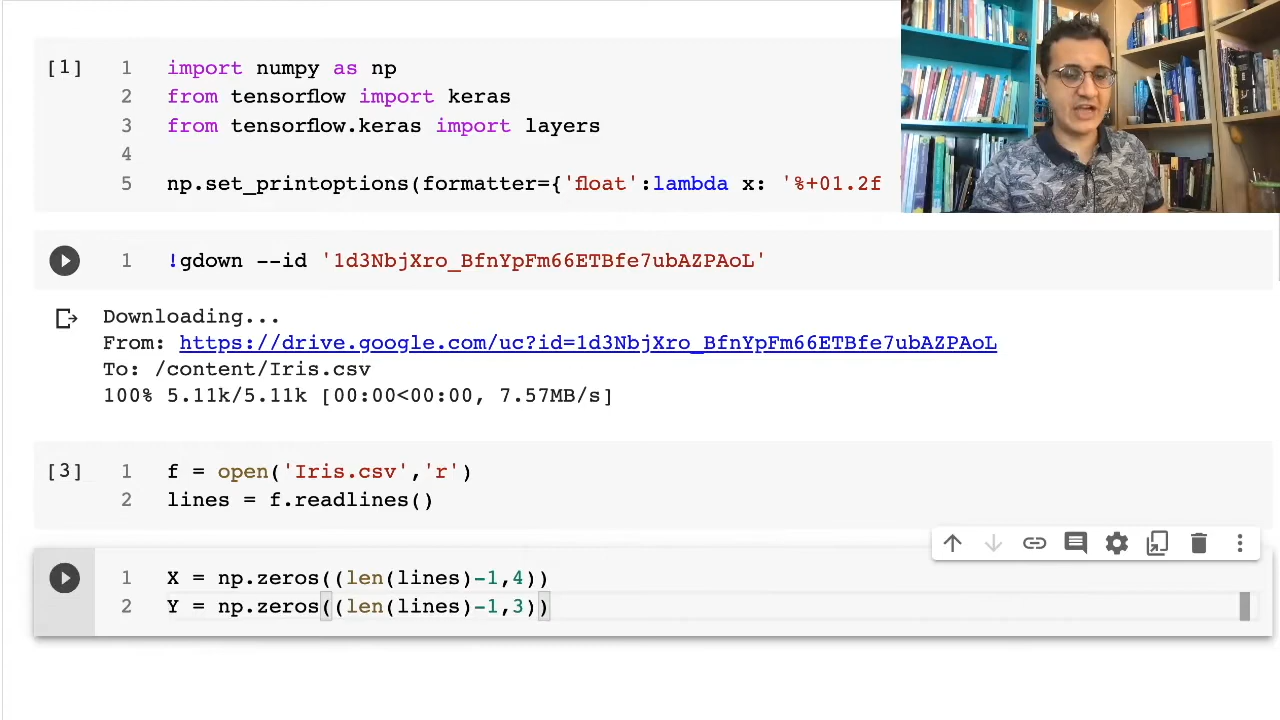 [1]
1 import numpy as np
2 from tensorflow import keras
3 from tensorflow.keras import layers
4
5 np.set_printoptions(formatter={'float':lambda x: '%+01.2f '
1 !gdown --id '1d3NbjXro_BfnYpFm66ETBfe7ubAZPAoL'
Downloading...
From: https://drive.google.com/uc?id=1d3NbjXro_BfnYpFm66ETBfe7ubAZPAoL
To: /content/Iris.csv
100% 5.11k/5.11k [00:00<00:00, 7.57MB/s]
[3]
1 f = open('Iris.csv','r')
2 lines = f.readlines()
1 X = np.zeros((len(lines)-1,4))
2 Y = np.zeros((len(lines)-1,3))